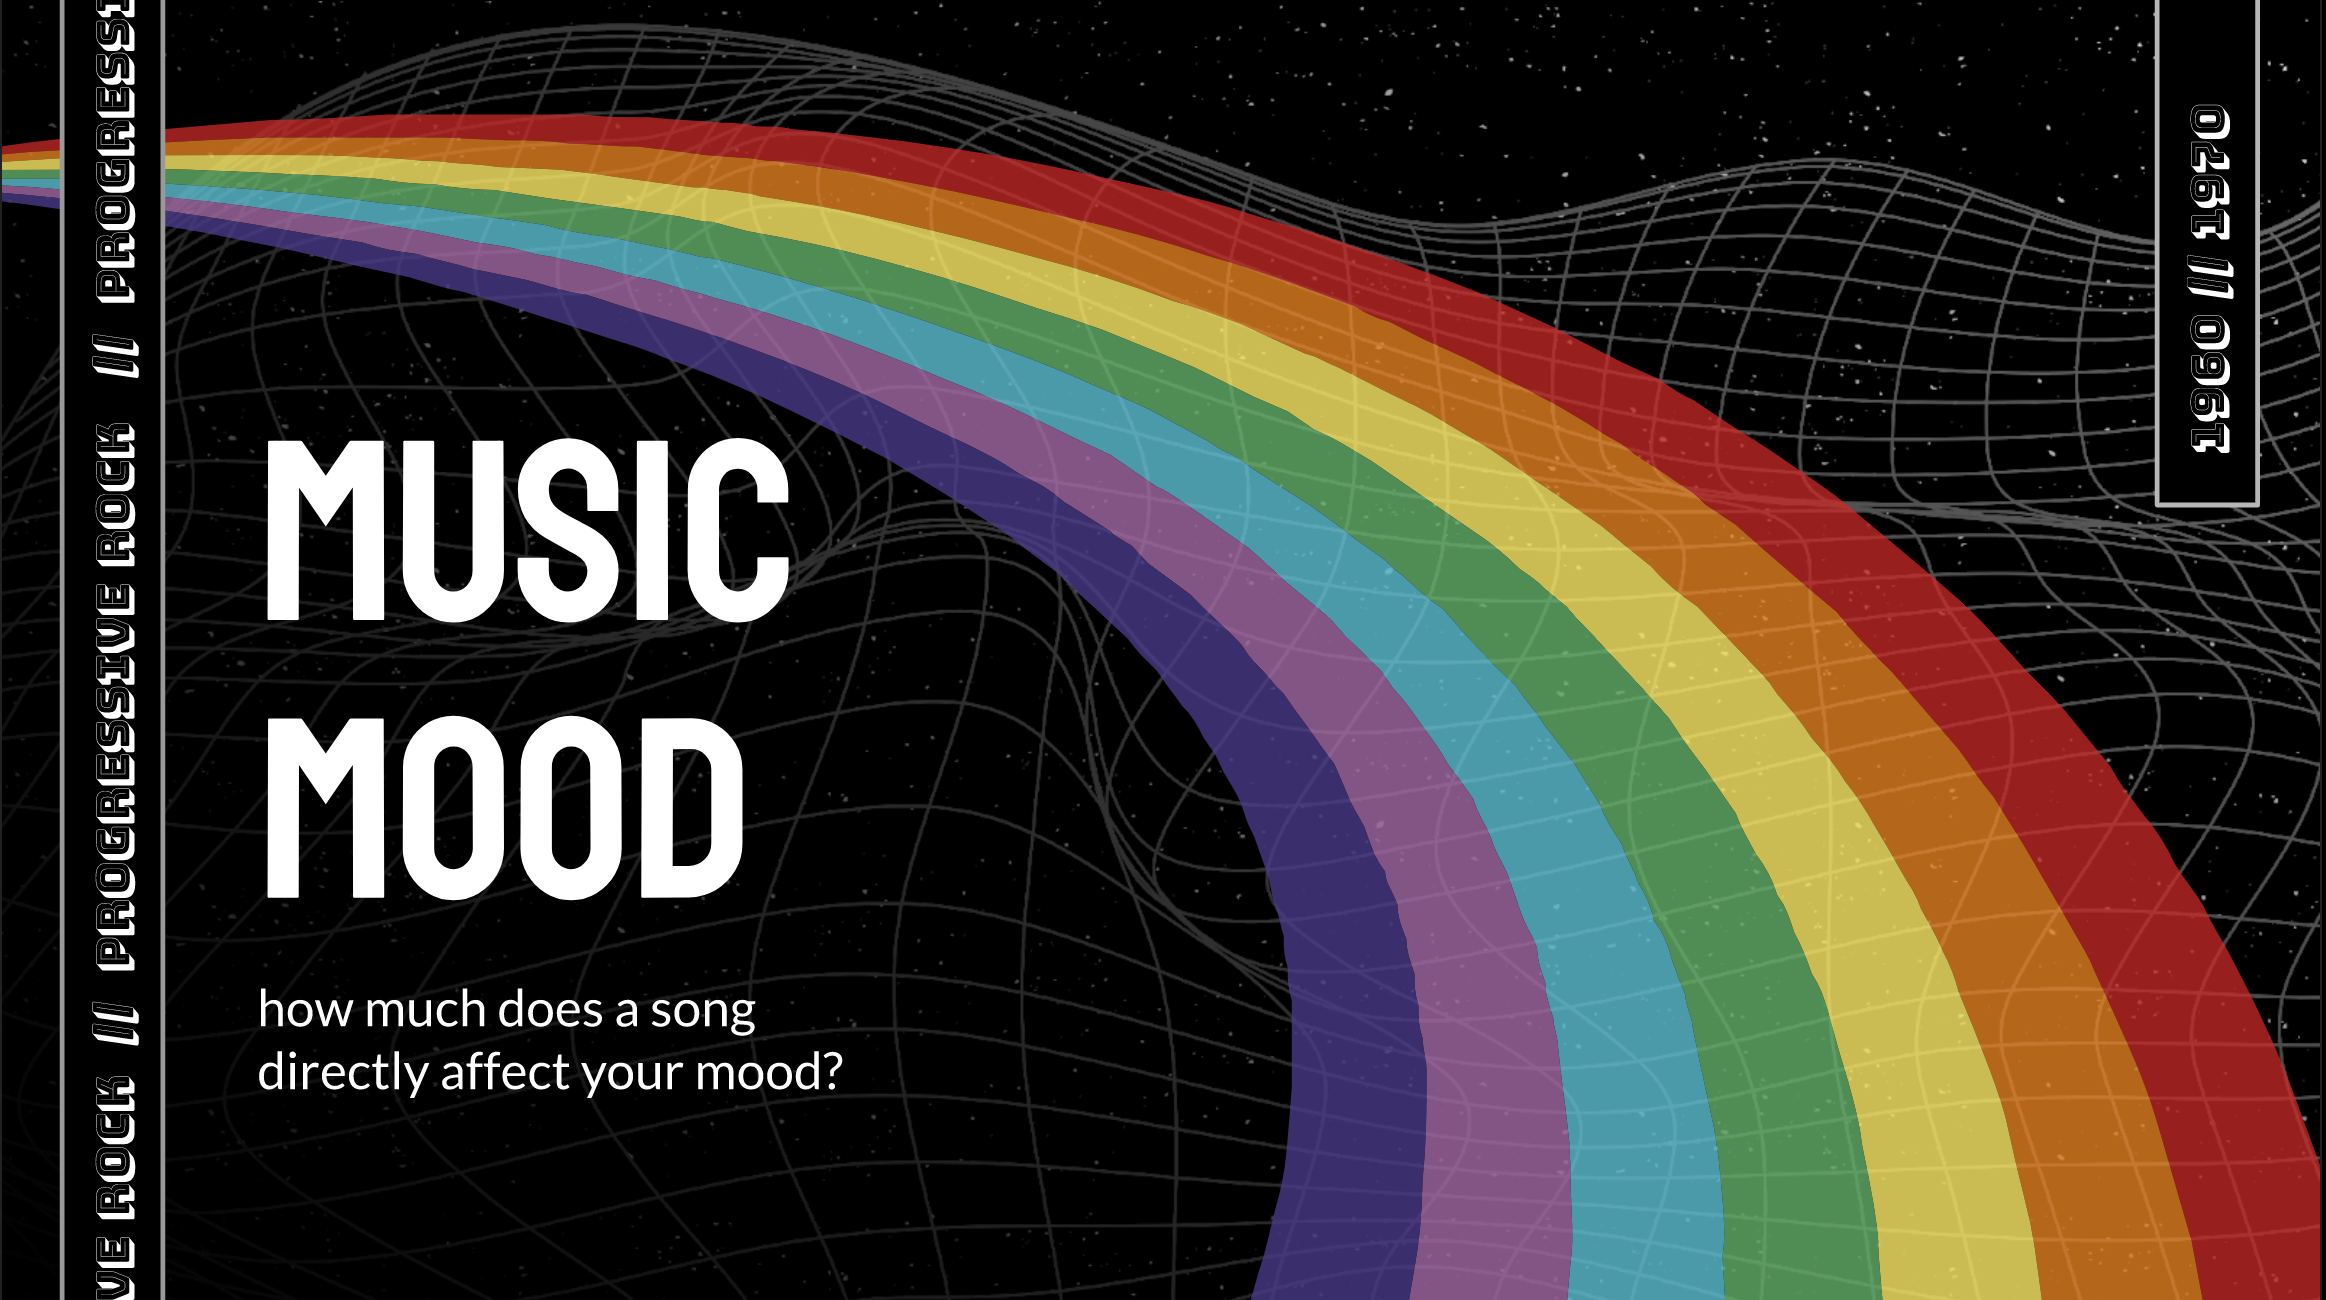 PROGRESSIVE ROCK // PROGRESSIVE ROCK // PROGRESSI
MUSIC
MOOD
how much does a song
directly affect your mood?
1960 // 1970